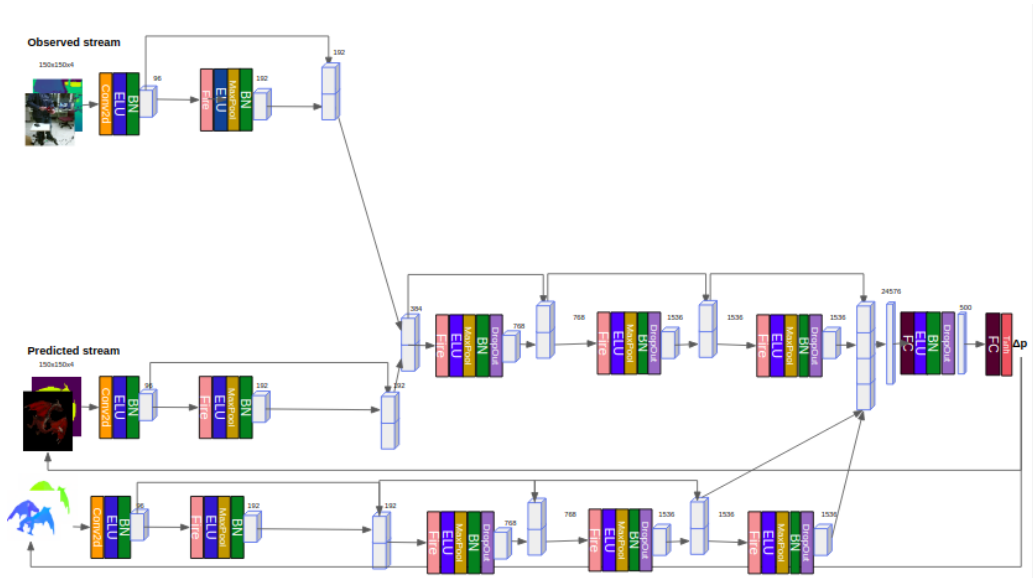 Observed stream
150x150x4
Conv2d
ELU
BN
96
Fire
ELU
MaxPool
BN
192
192
Predicted stream
150x150x4
Conv2d
ELU
BN
96
Fire
ELU
MaxPool
BN
192
192
384
Fire
ELU
MaxPool
BN
DropOut
768
768
Fire
ELU
MaxPool
BN
DropOut
1536
1536
Fire
ELU
MaxPool
BN
DropOut
1536
24576
FC
ELU
BN
DropOut
500
FC
Tanh
Δp
Conv2d
ELU
BN
96
Fire
ELU
MaxPool
BN
192
192
Fire
ELU
MaxPool
BN
DropOut
768
768
Fire
ELU
MaxPool
BN
DropOut
1536
1536
Fire
ELU
MaxPool
BN
DropOut
1536